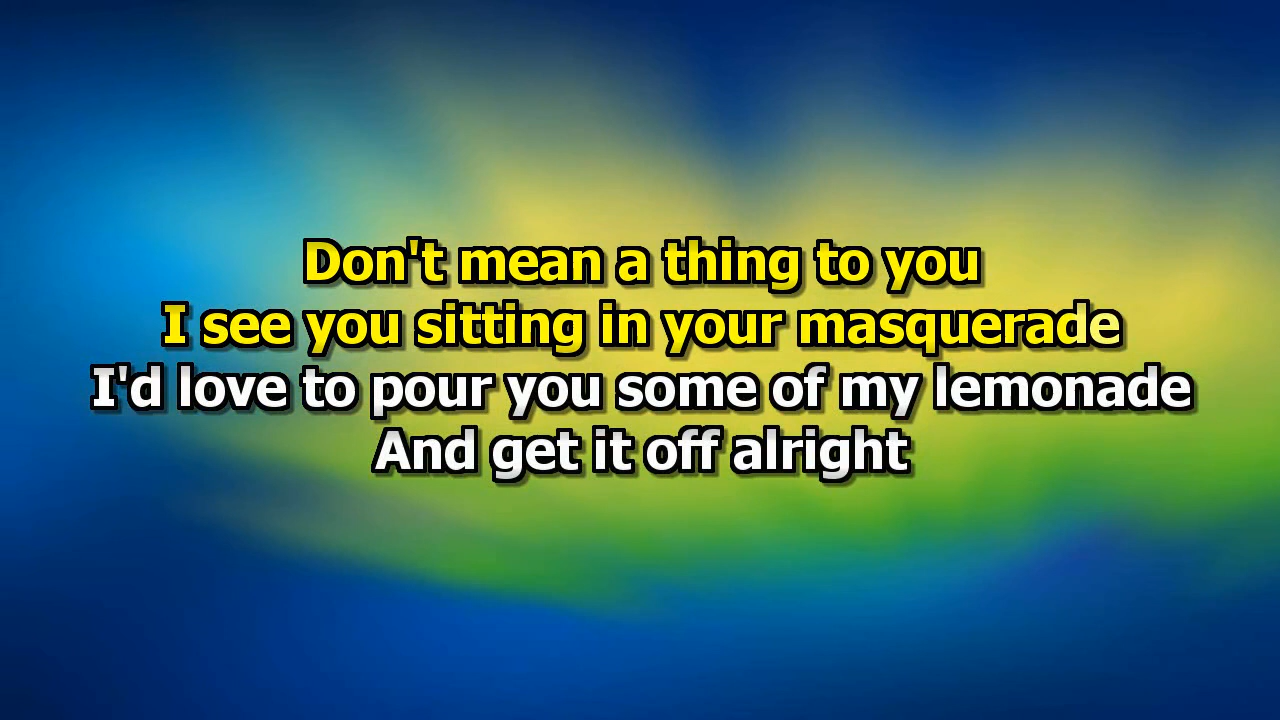 Don't mean a thing to you
I see you sitting in your masquerade
I'd love to pour you some of my lemonade
And get it off alright